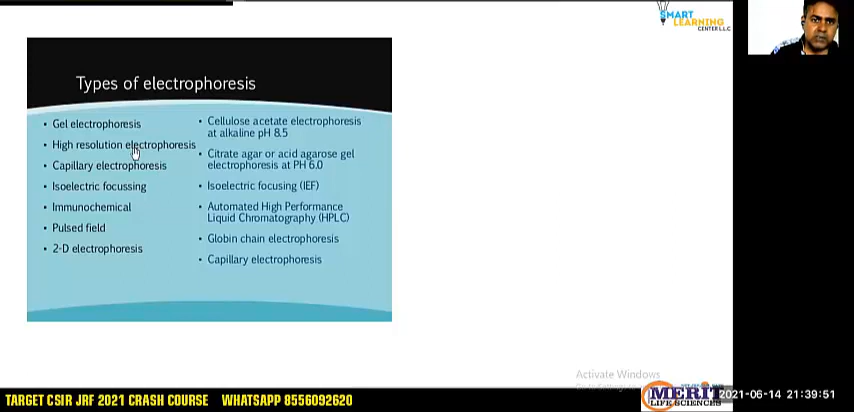 SMART
LEARNING
CENTER L.L.C
Types of electrophoresis
• Gel electrophoresis
• High resolution electrophoresis
• Capillary electrophoresis
• Isoelectric focussing
• Immunochemical
• Pulsed field
• 2-D electrophoresis
• Cellulose acetate electrophoresis
at alkaline pH 8.5
• Citrate agar or acid agarose gel
electrophoresis at PH 6.0
• Isoelectric focusing (IEF)
• Automated High Performance
Liquid Chromatography (HPLC)
• Globin chain electrophoresis
• Capillary electrophoresis
Activate Windows
MERIT
LIFE SCIENCES
2021-06-14 21:39:51
TARGET CSIR JRF 2021 CRASH COURSE WHATSAPP 8556092620